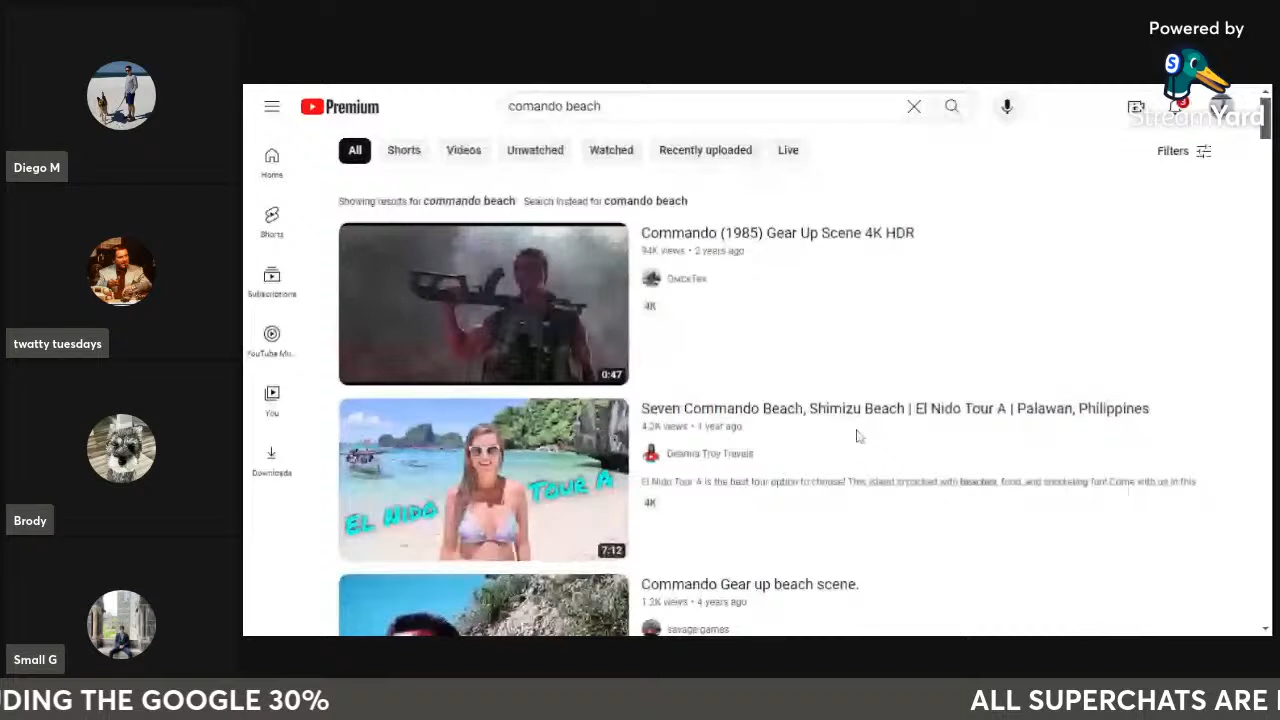 Powered by
StreamYard
Diego M
twatty tuesdays
Brody
Small G
Premium
comando beach
3
All
Shorts
Videos
Unwatched
Watched
Recently uploaded
Live
Filters
Home
Shorts
Subscriptions
YouTube Mu...
You
Downloads
Showing results for commando beach Search instead for comando beach
Commando (1985) Gear Up Scene 4K HDR
94K views • 2 years ago
4K
0:47
Seven Commando Beach, Shimizu Beach | El Nido Tour A | Palawan, Philippines
4.2K views • 1 year ago
Deanna Troy Travels
El Nido Tour A is the best tour option to choose! This island is packed with beaches, food, and snorkeling fun! Come with us in this
4K
EL NIDO TOUR A
7:12
Commando Gear up beach scene.
1.2K views • 4 years ago
savage games
UDING THE GOOGLE 30%
ALL SUPERCHATS ARE